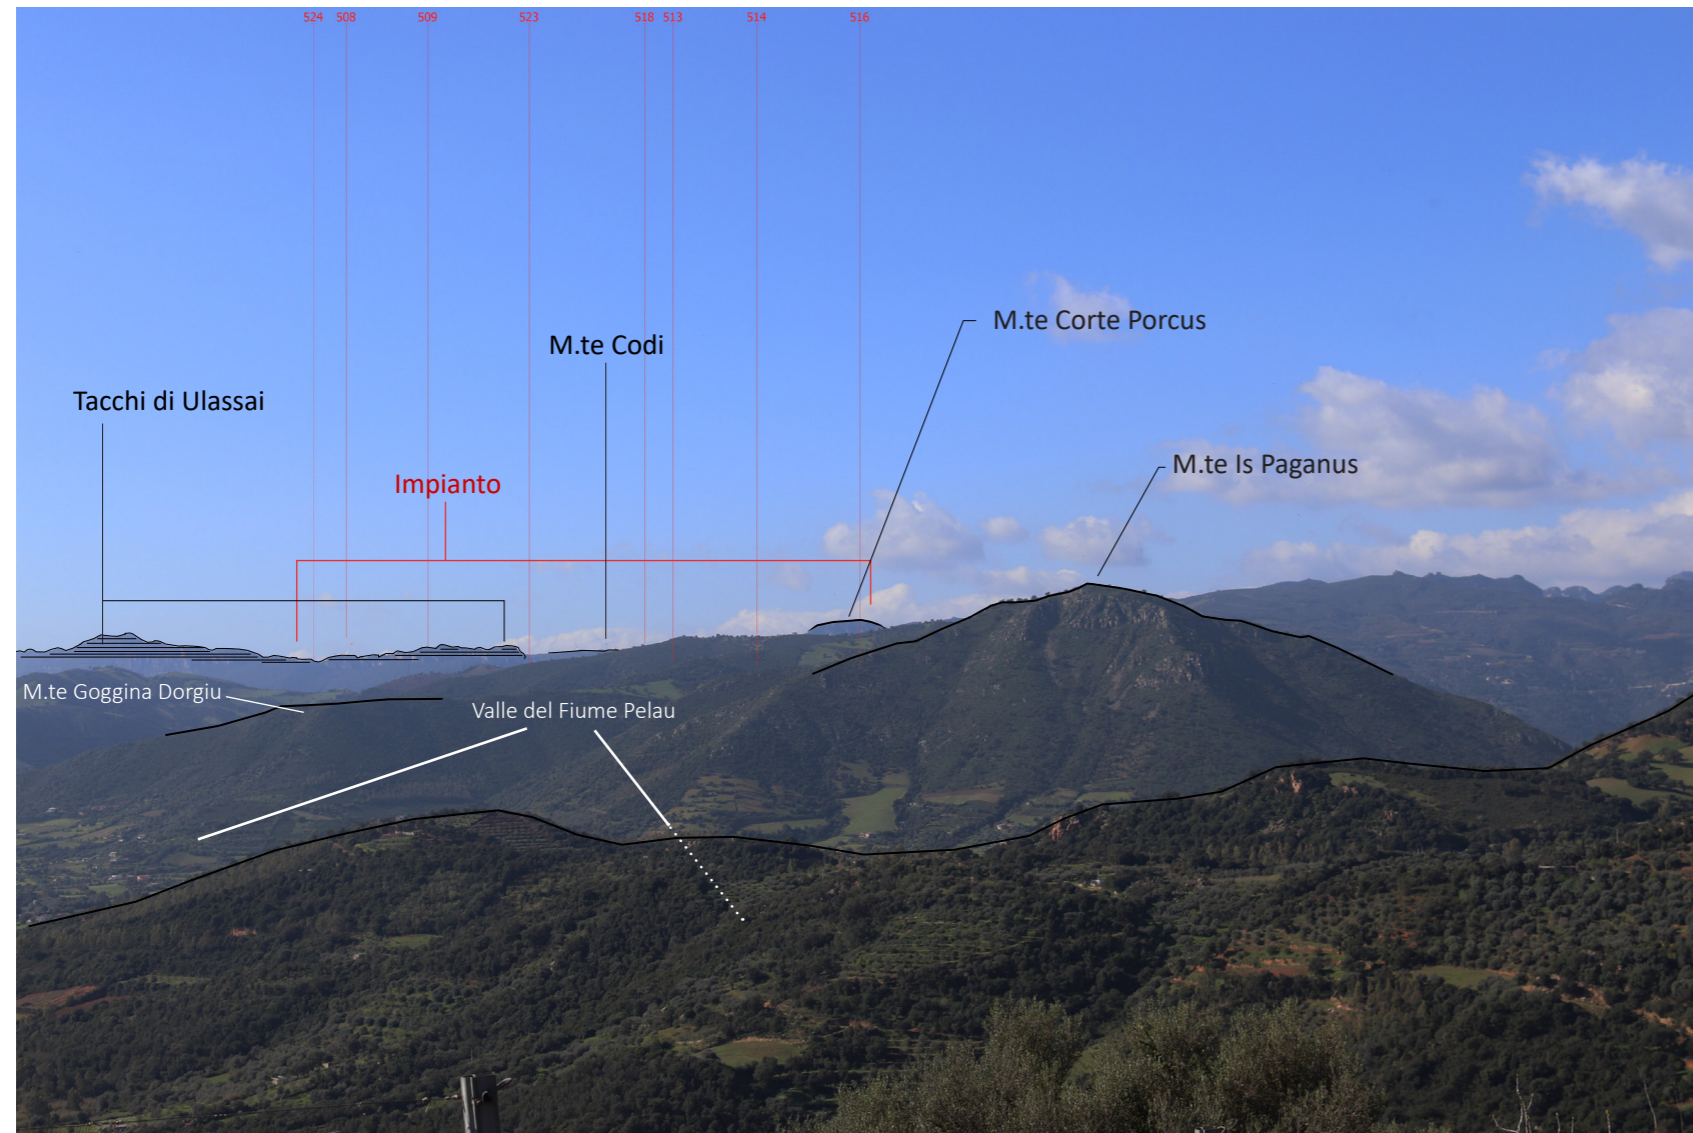 524 508 509 523 518 513 514 516
M.te Corte Porcus
M.te Codi
Tacchi di Ulassai
M.te Is Paganus
Impianto
M.te Goggina Dorgiu
Valle del Fiume Pelau